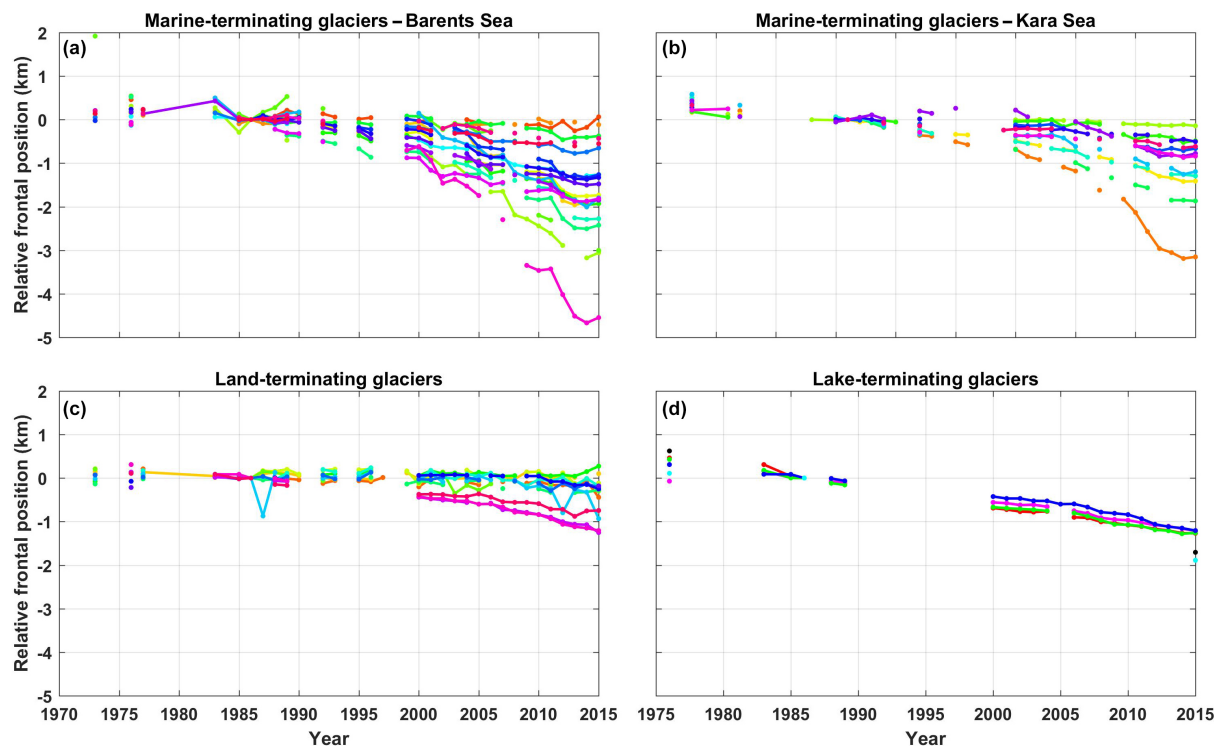 Marine-terminating glaciers – Barents Sea
Marine-terminating glaciers – Kara Sea
(a)
(b)
2
1
0
-1
-2
-3
-4
-5
Relative frontal position (km)
Land-terminating glaciers
Lake-terminating glaciers
(c)
(d)
2
1
0
-1
-2
-3
-4
-5
Relative frontal position (km)
1970 1975 1980 1985 1990 1995 2000 2005 2010 2015
1975 1980 1985 1990 1995 2000 2005 2010 2015
Year
Year